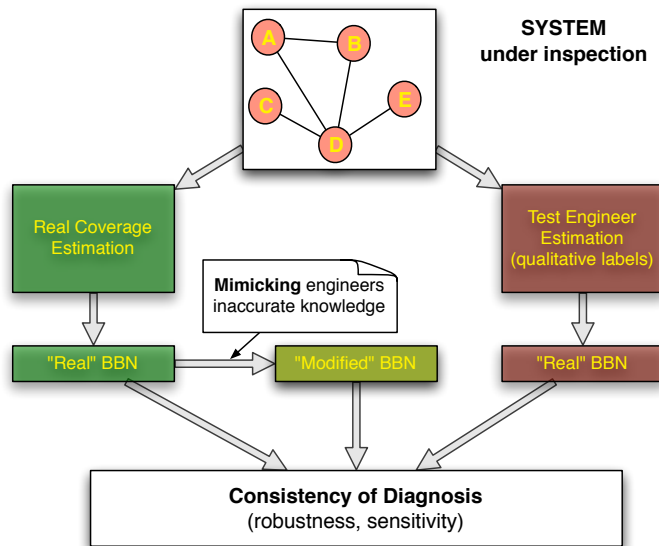 SYSTEM
under inspection
A
B
C
E
D
Real Coverage
Estimation
Test Engineer
Estimation
(qualitative labels)
Mimicking engineers
inaccurate knowledge
"Real" BBN
"Modified" BBN
"Real" BBN
Consistency of Diagnosis
(robustness, sensitivity)